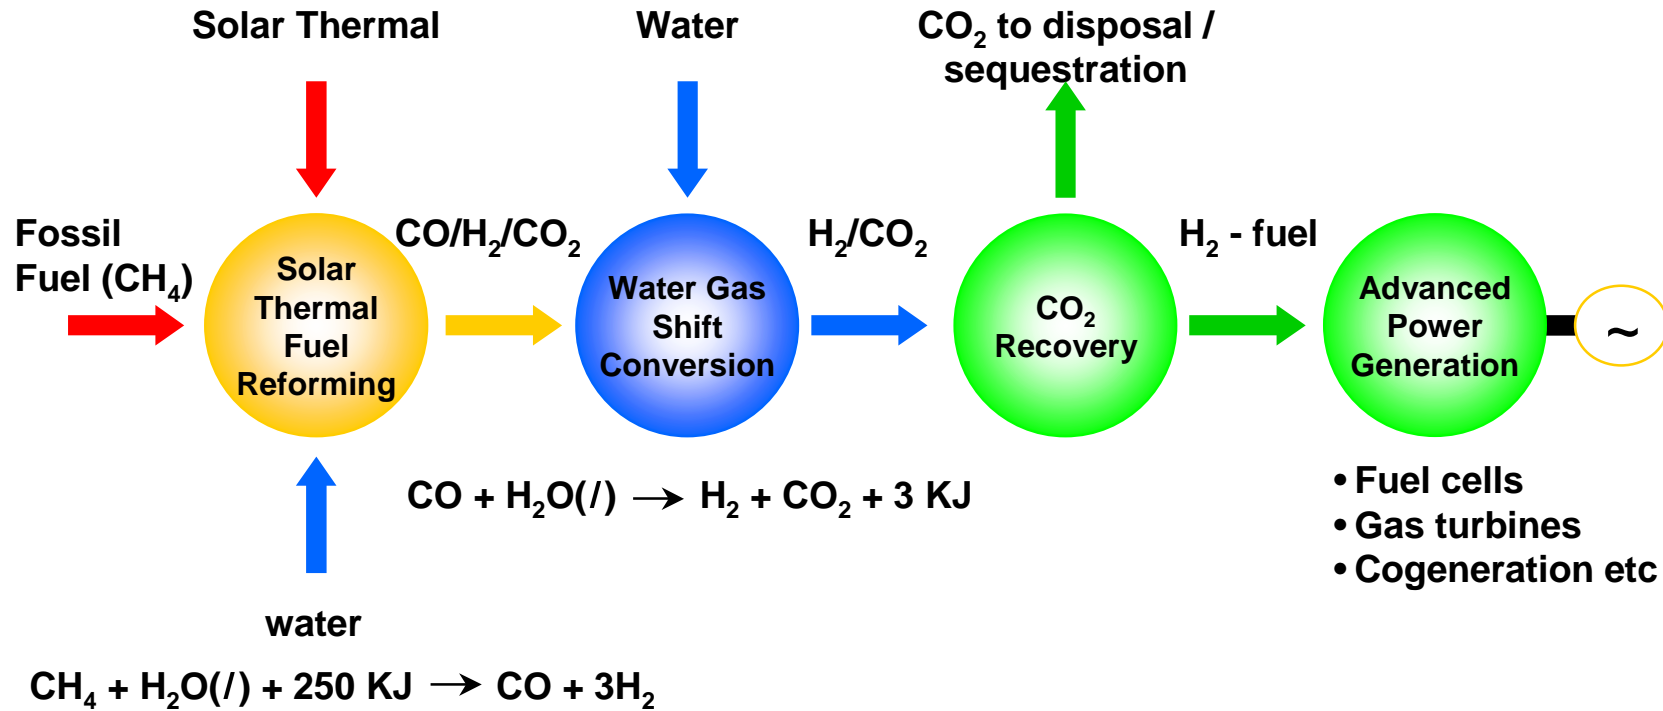 Solar Thermal
Water
CO₂ to disposal /
sequestration
Fossil
Fuel (CH₄)
Solar
Thermal
Fuel
Reforming
CO/H₂/CO₂
Water Gas
Shift
Conversion
H₂/CO₂
CO₂
Recovery
H₂ - fuel
Advanced
Power
Generation
~
CO + H₂O(l) → H₂ + CO₂ + 3 KJ
• Fuel cells
• Gas turbines
• Cogeneration etc
water
CH₄ + H₂O(l) + 250 KJ → CO + 3H₂